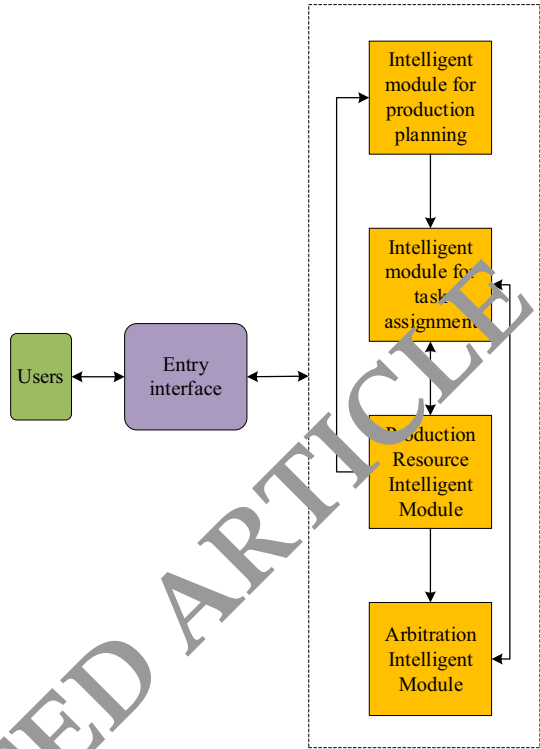 Intelligent
module for
production
planning
Intelligent
module for
task
assignment
Users
Entry
interface
Production
Resource
Intelligent
Module
Arbitration
Intelligent
Module
TED ARTICLE